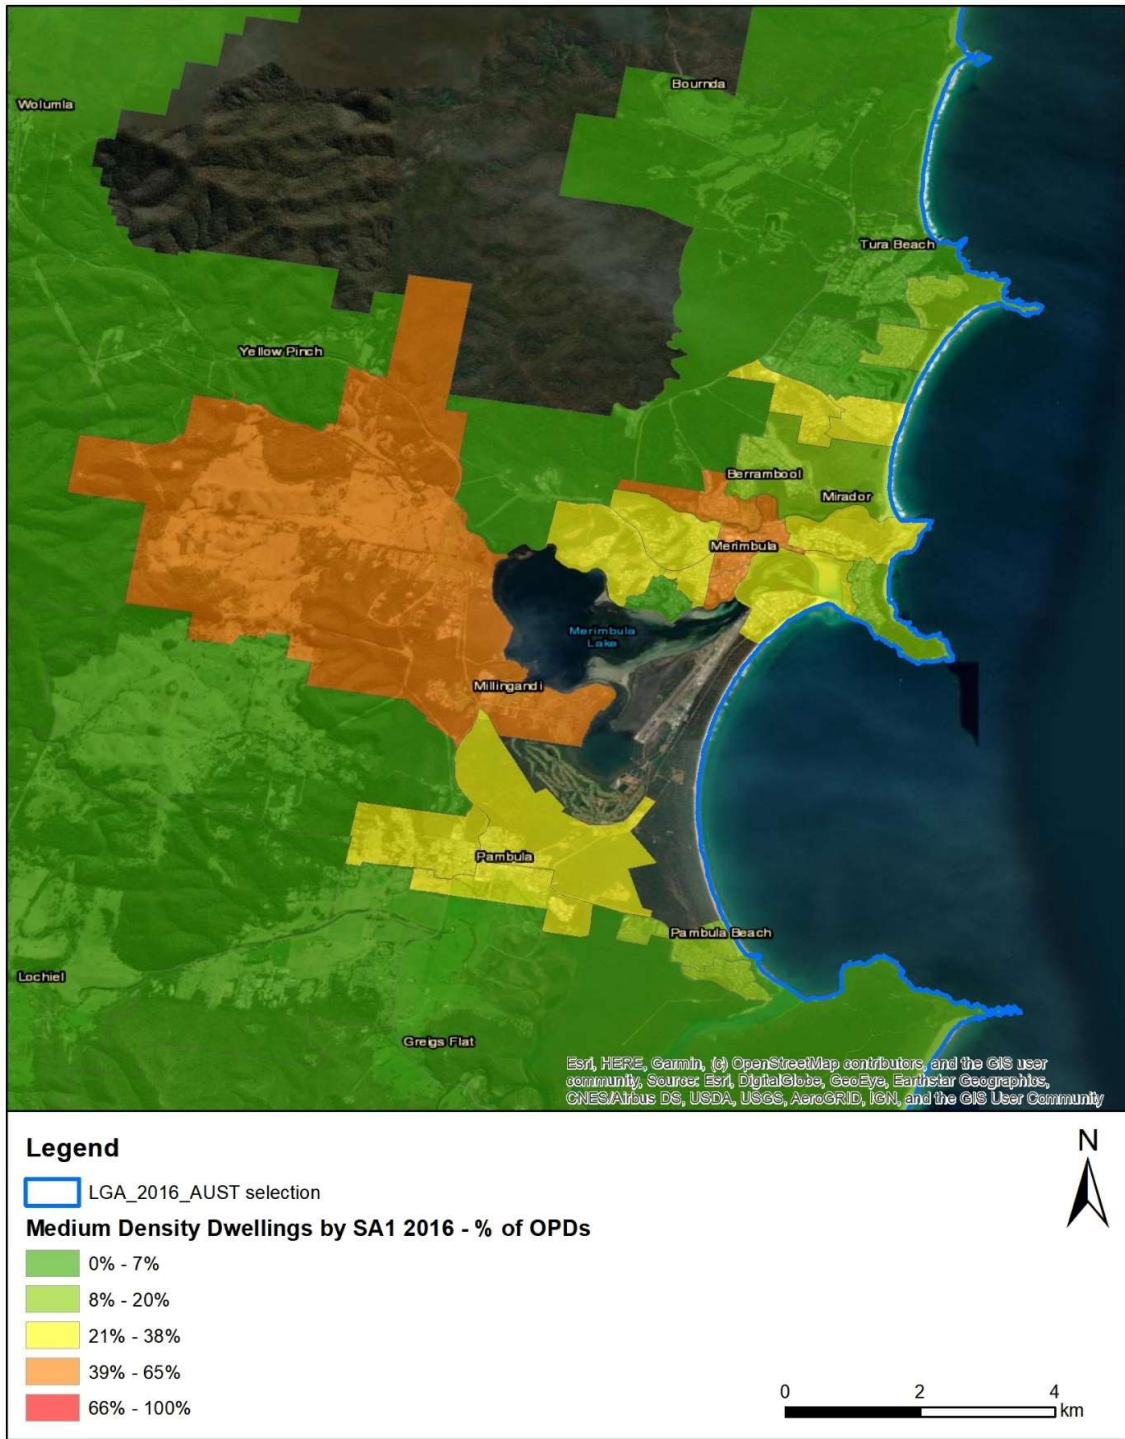 Bournda
Wolumla
Tura Beach
Yellow Pinch
Berrambool
Mirador
Merimbula
Merimbula
Lake
Millingandi
Pambula
Pambula Beach
Lochiel
Greigs Flat
Esri, HERE, Garmin, (c) OpenStreetMap contributors, and the GIS user
community, Source: Esri, DigitalGlobe, GeoEye, Earthstar Geographics,
CNES/Airbus DS, USDA, USGS, AeroGRID, IGN, and the GIS User Community
Legend
N
LGA_2016_AUST selection
Medium Density Dwellings by SA1 2016 - % of OPDs
0% - 7%
8% - 20%
21% - 38%
39% - 65%
66% - 100%
0 2 4
km